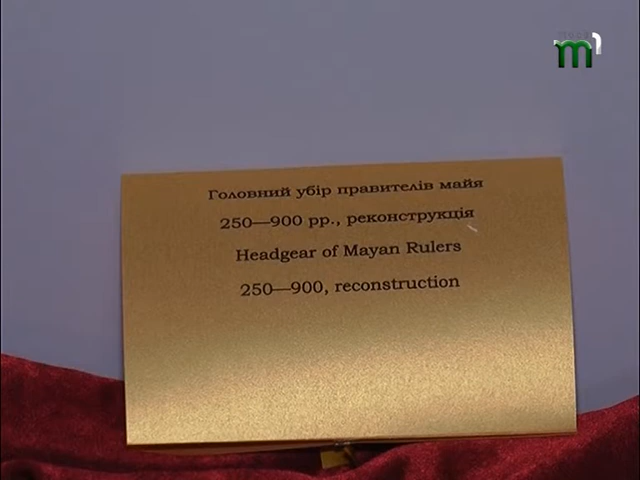 Головний убір правителів майя
250—900 рр., реконструкція
Headgear of Mayan Rulers
250—900, reconstruction